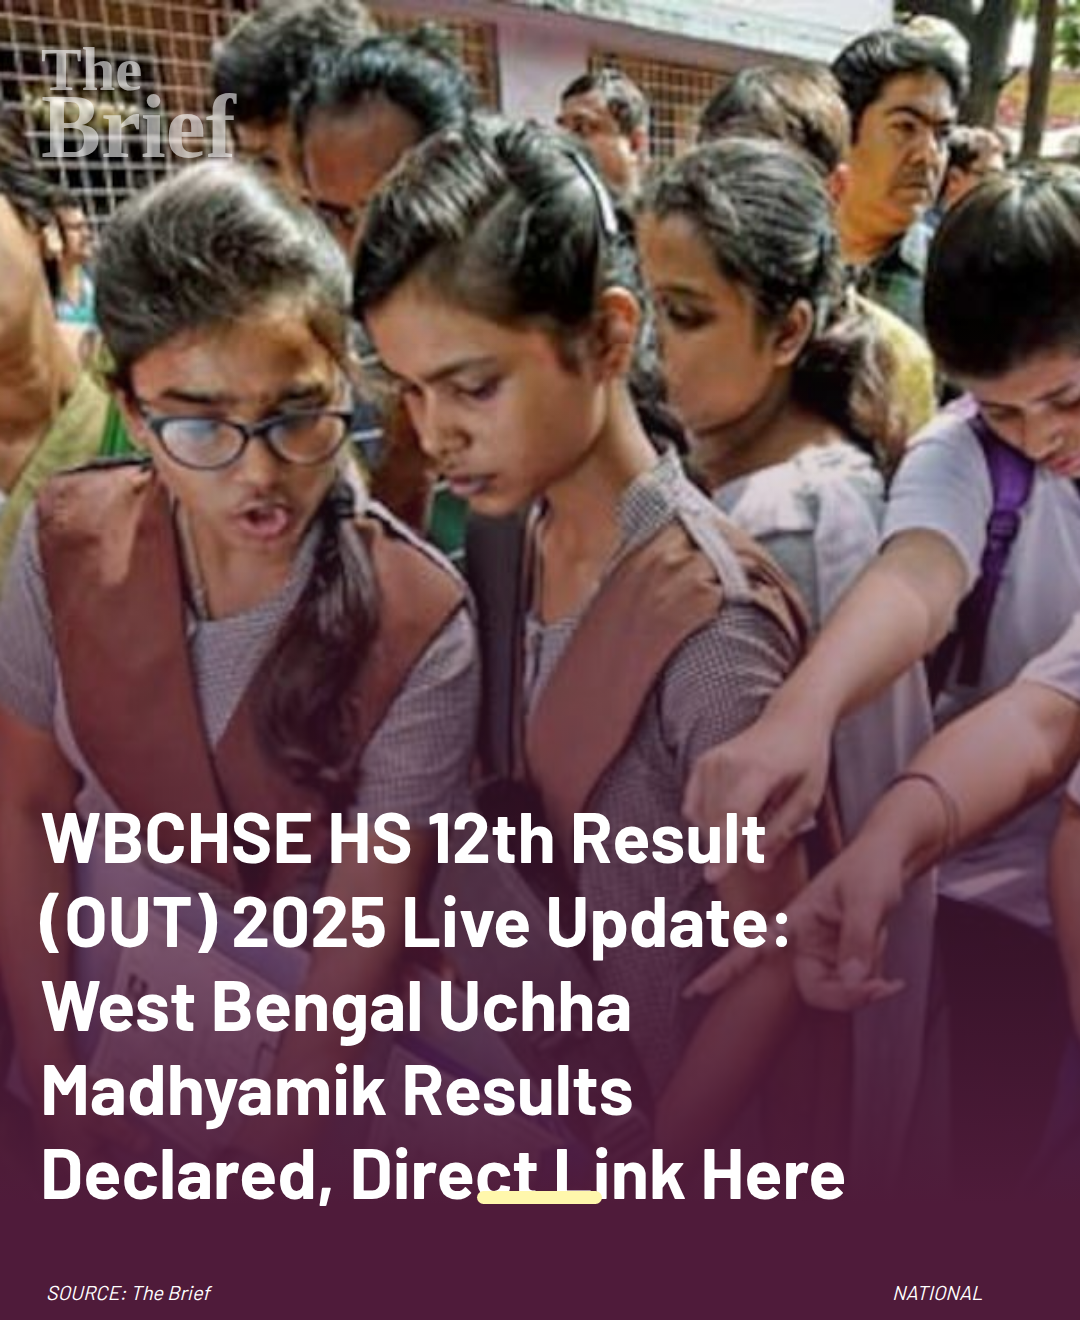 The
Brief
WBCHSE HS 12th Result
(OUT) 2025 Live Update:
West Bengal Uchha
Madhyamik Results
Declared, Direct Link Here
SOURCE: The Brief
NATIONAL